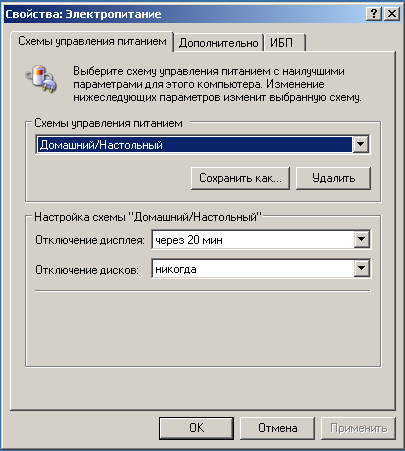 Свойства: Электропитание
Схемы управления питанием
Дополнительно
ИБП
Выберите схему управления питанием с наилучшими
параметрами для этого компьютера. Изменение
нижеследующих параметров изменит выбранную схему.
Схемы управления питанием
Домашний/Настольный
Сохранить как...
Удалить
Настройка схемы "Домашний/Настольный"
Отключение дисплея:
через 20 мин
Отключение дисков:
никогда
OK
Отмена
Применить